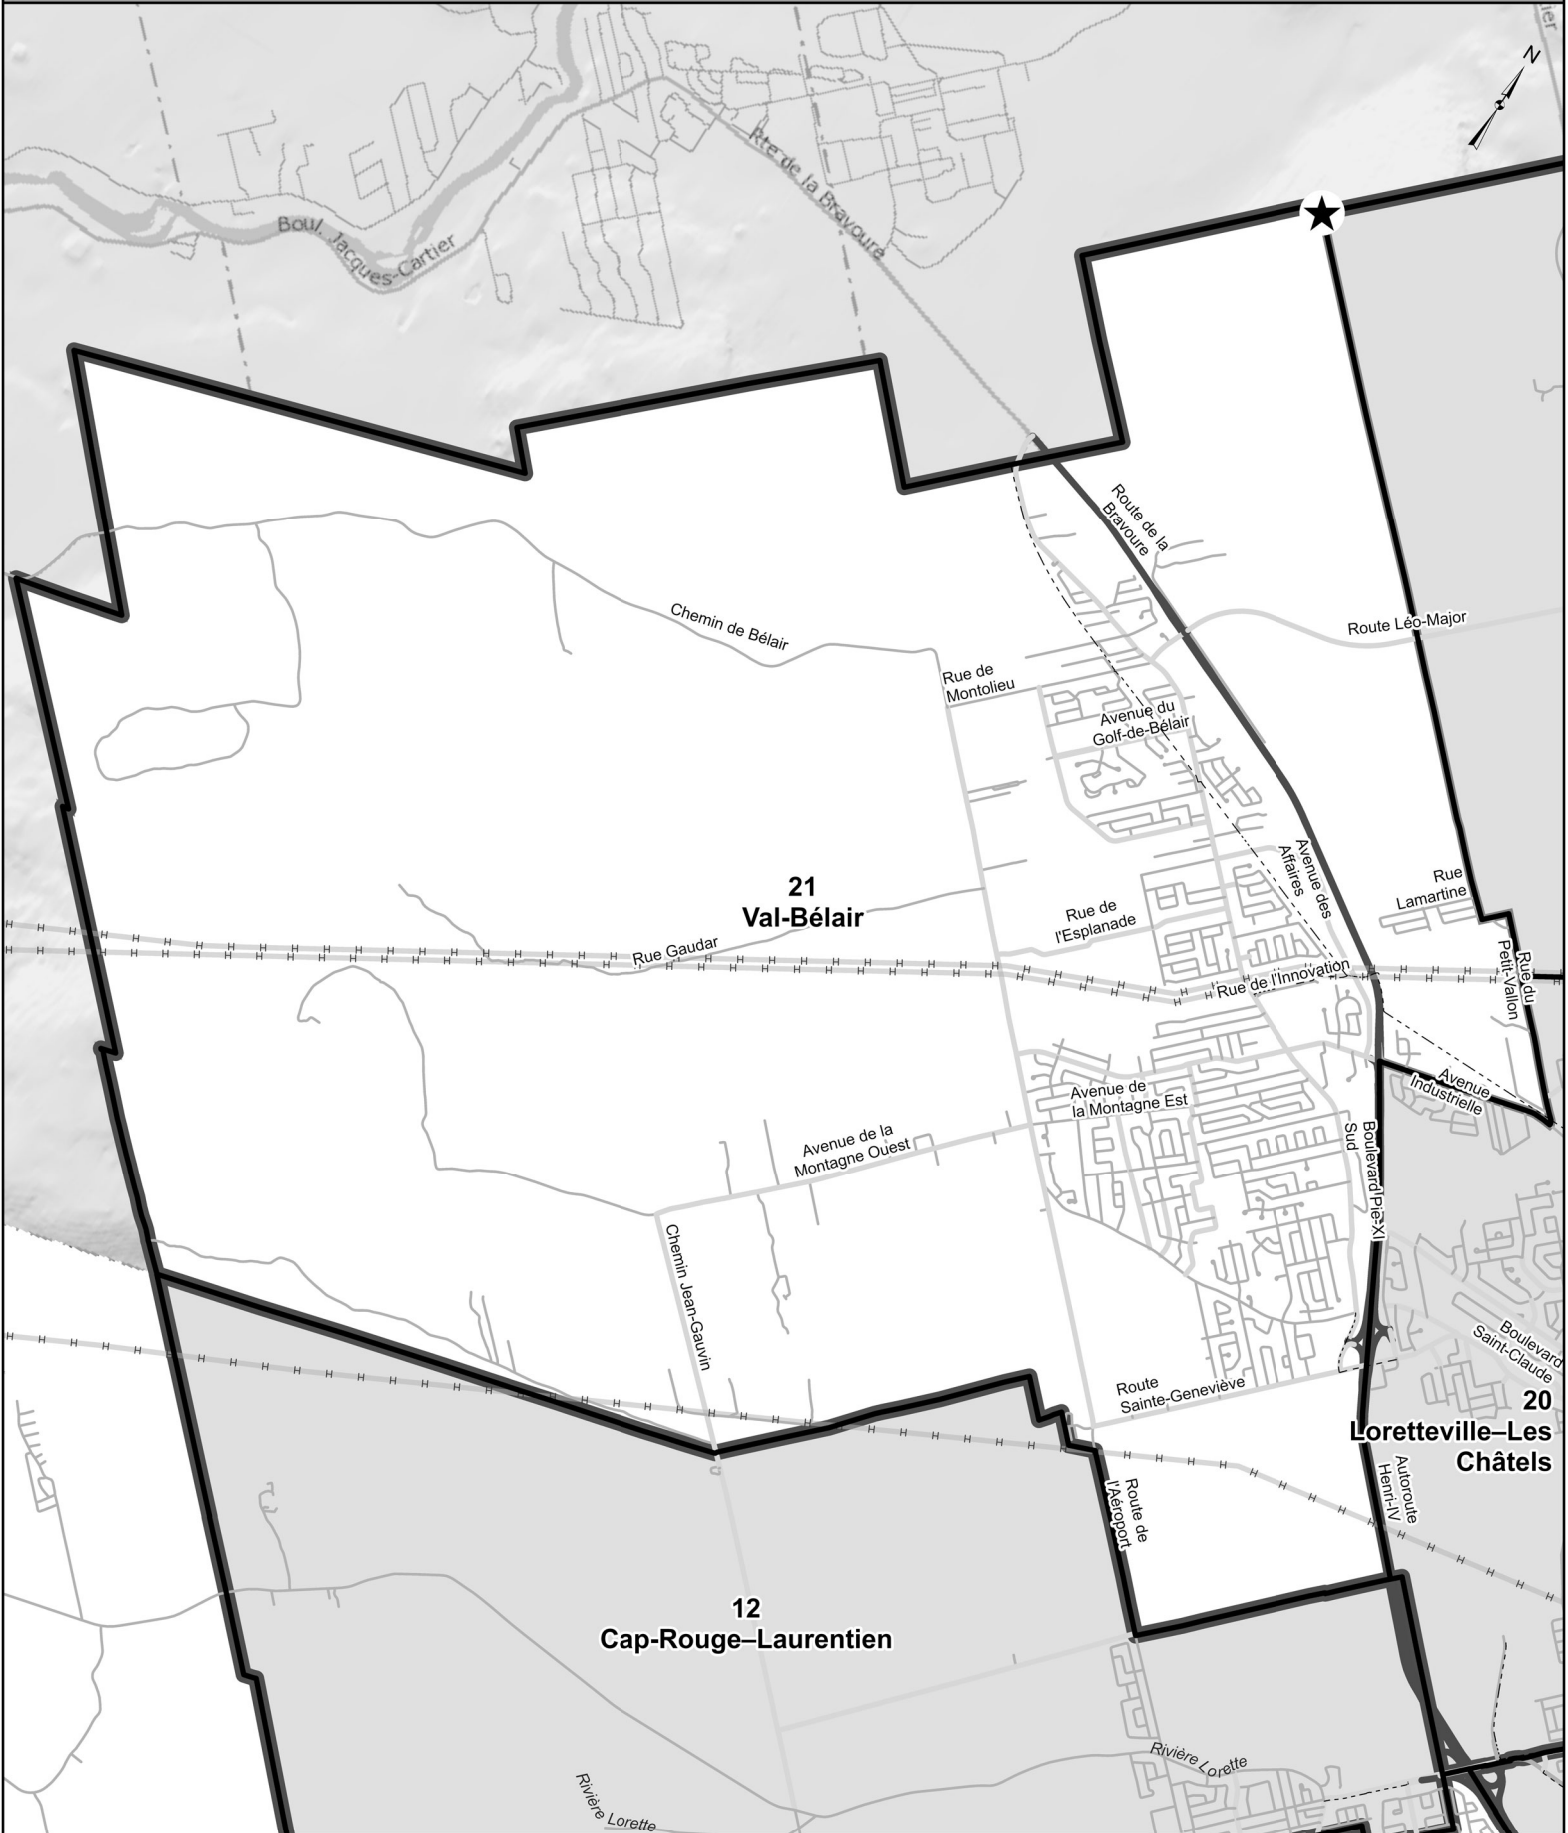 ier
N
Rte de la Bravoure
Boul. Jacques-Cartier
Route de la
Bravoure
Chemin de Bélair
Route Léo-Major
Rue de
Montolieu
Avenue du
Golf-de-Bélair
Avenue des
Affaires
Rue
Lamartine
21
Val-Bélair
Rue de
l'Esplanade
Rue Gaudar
Rue de l'Innovation
Rue du
Petit-Vallon
Avenue
Industrielle
Avenue de
la Montagne Est
Avenue de la
Montagne Ouest
Boulevard Pie-XI
Sud
Chemin Jean-Gauvin
Boulevard
Saint-Claude
Route
Sainte-Geneviève
20
Loretteville–Les
Châtels
Autoroute
Henri-IV
Route de
l'Aéroport
12
Cap-Rouge–Laurentien
Rivière Lorette
Rivière Lorette